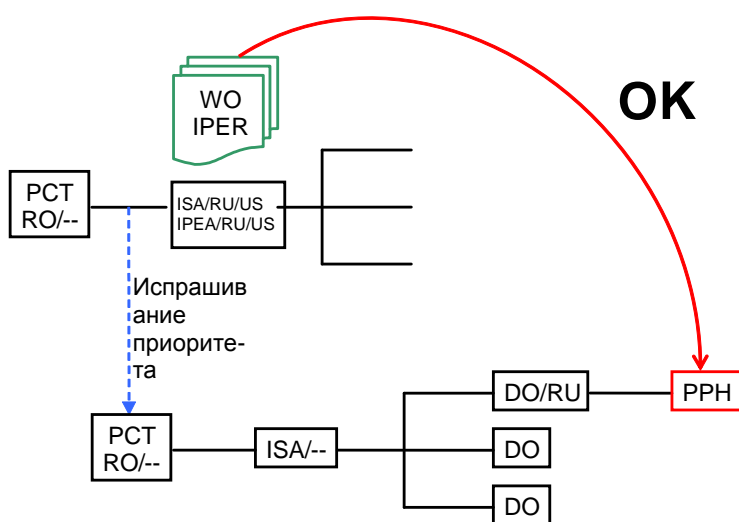 WO
IPER
OK
PCT
RO/--
ISA/RU/US
IPEA/RU/US
Испрашив
ание
приорите-
та
DO/RU
PPH
PCT
RO/--
ISA/--
DO
DO